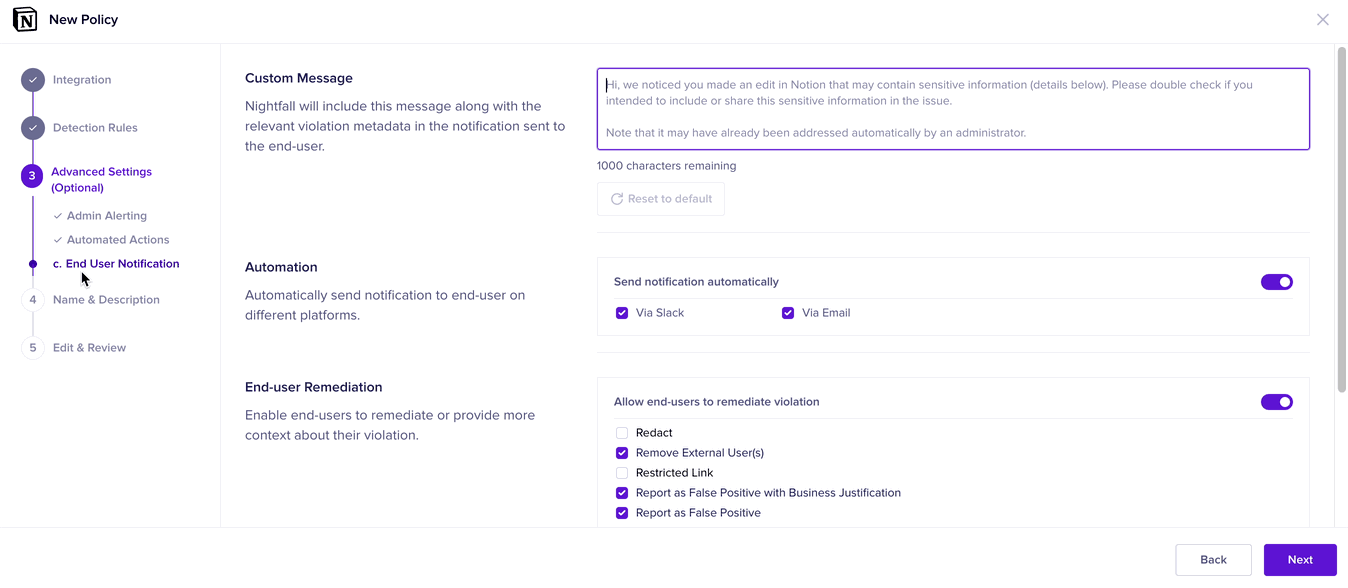 New Policy
Integration
Detection Rules
3
Advanced Settings
(Optional)
Admin Alerting
Automated Actions
c. End User Notification
4
Name & Description
5
Edit & Review
Custom Message
Nightfall will include this message along with the
relevant violation metadata in the notification sent to
the end-user.
Hi, we noticed you made an edit in Notion that may contain sensitive information (details below). Please double check if you
intended to include or share this sensitive information in the issue.
Note that it may have already been addressed automatically by an administrator.
1000 characters remaining
Reset to default
Automation
Automatically send notification to end-user on
different platforms.
Send notification automatically
Via Slack
Via Email
End-user Remediation
Enable end-users to remediate or provide more
context about their violation.
Allow end-users to remediate violation
Redact
Remove External User(s)
Restricted Link
Report as False Positive with Business Justification
Report as False Positive
Back
Next